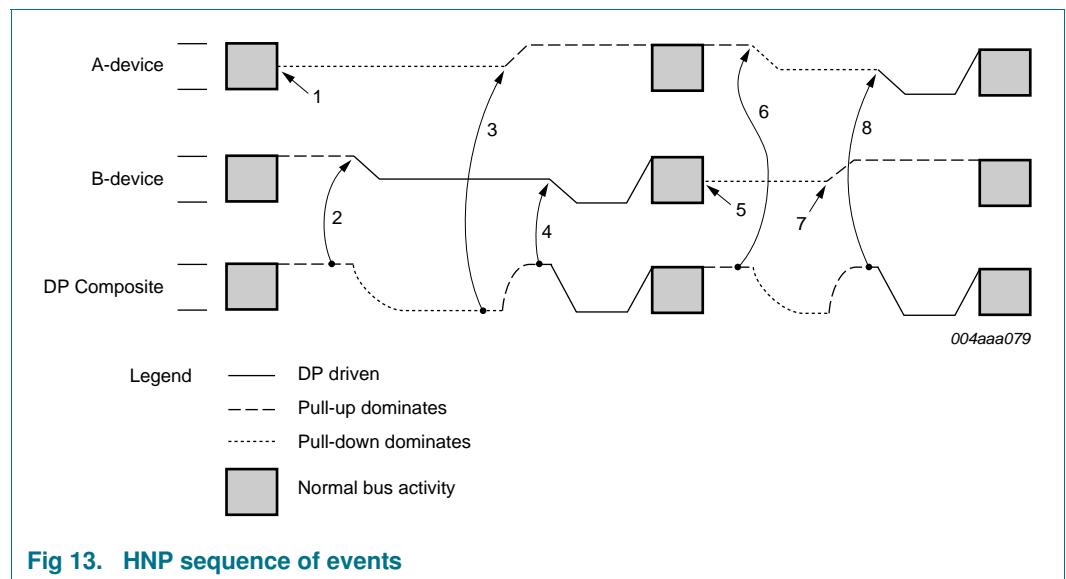 A-device
1
3
6
8
B-device
2
4
5
7
DP Composite
004aaa079
Legend
DP driven
Pull-up dominates
Pull-down dominates
Normal bus activity
Fig 13. HNP sequence of events